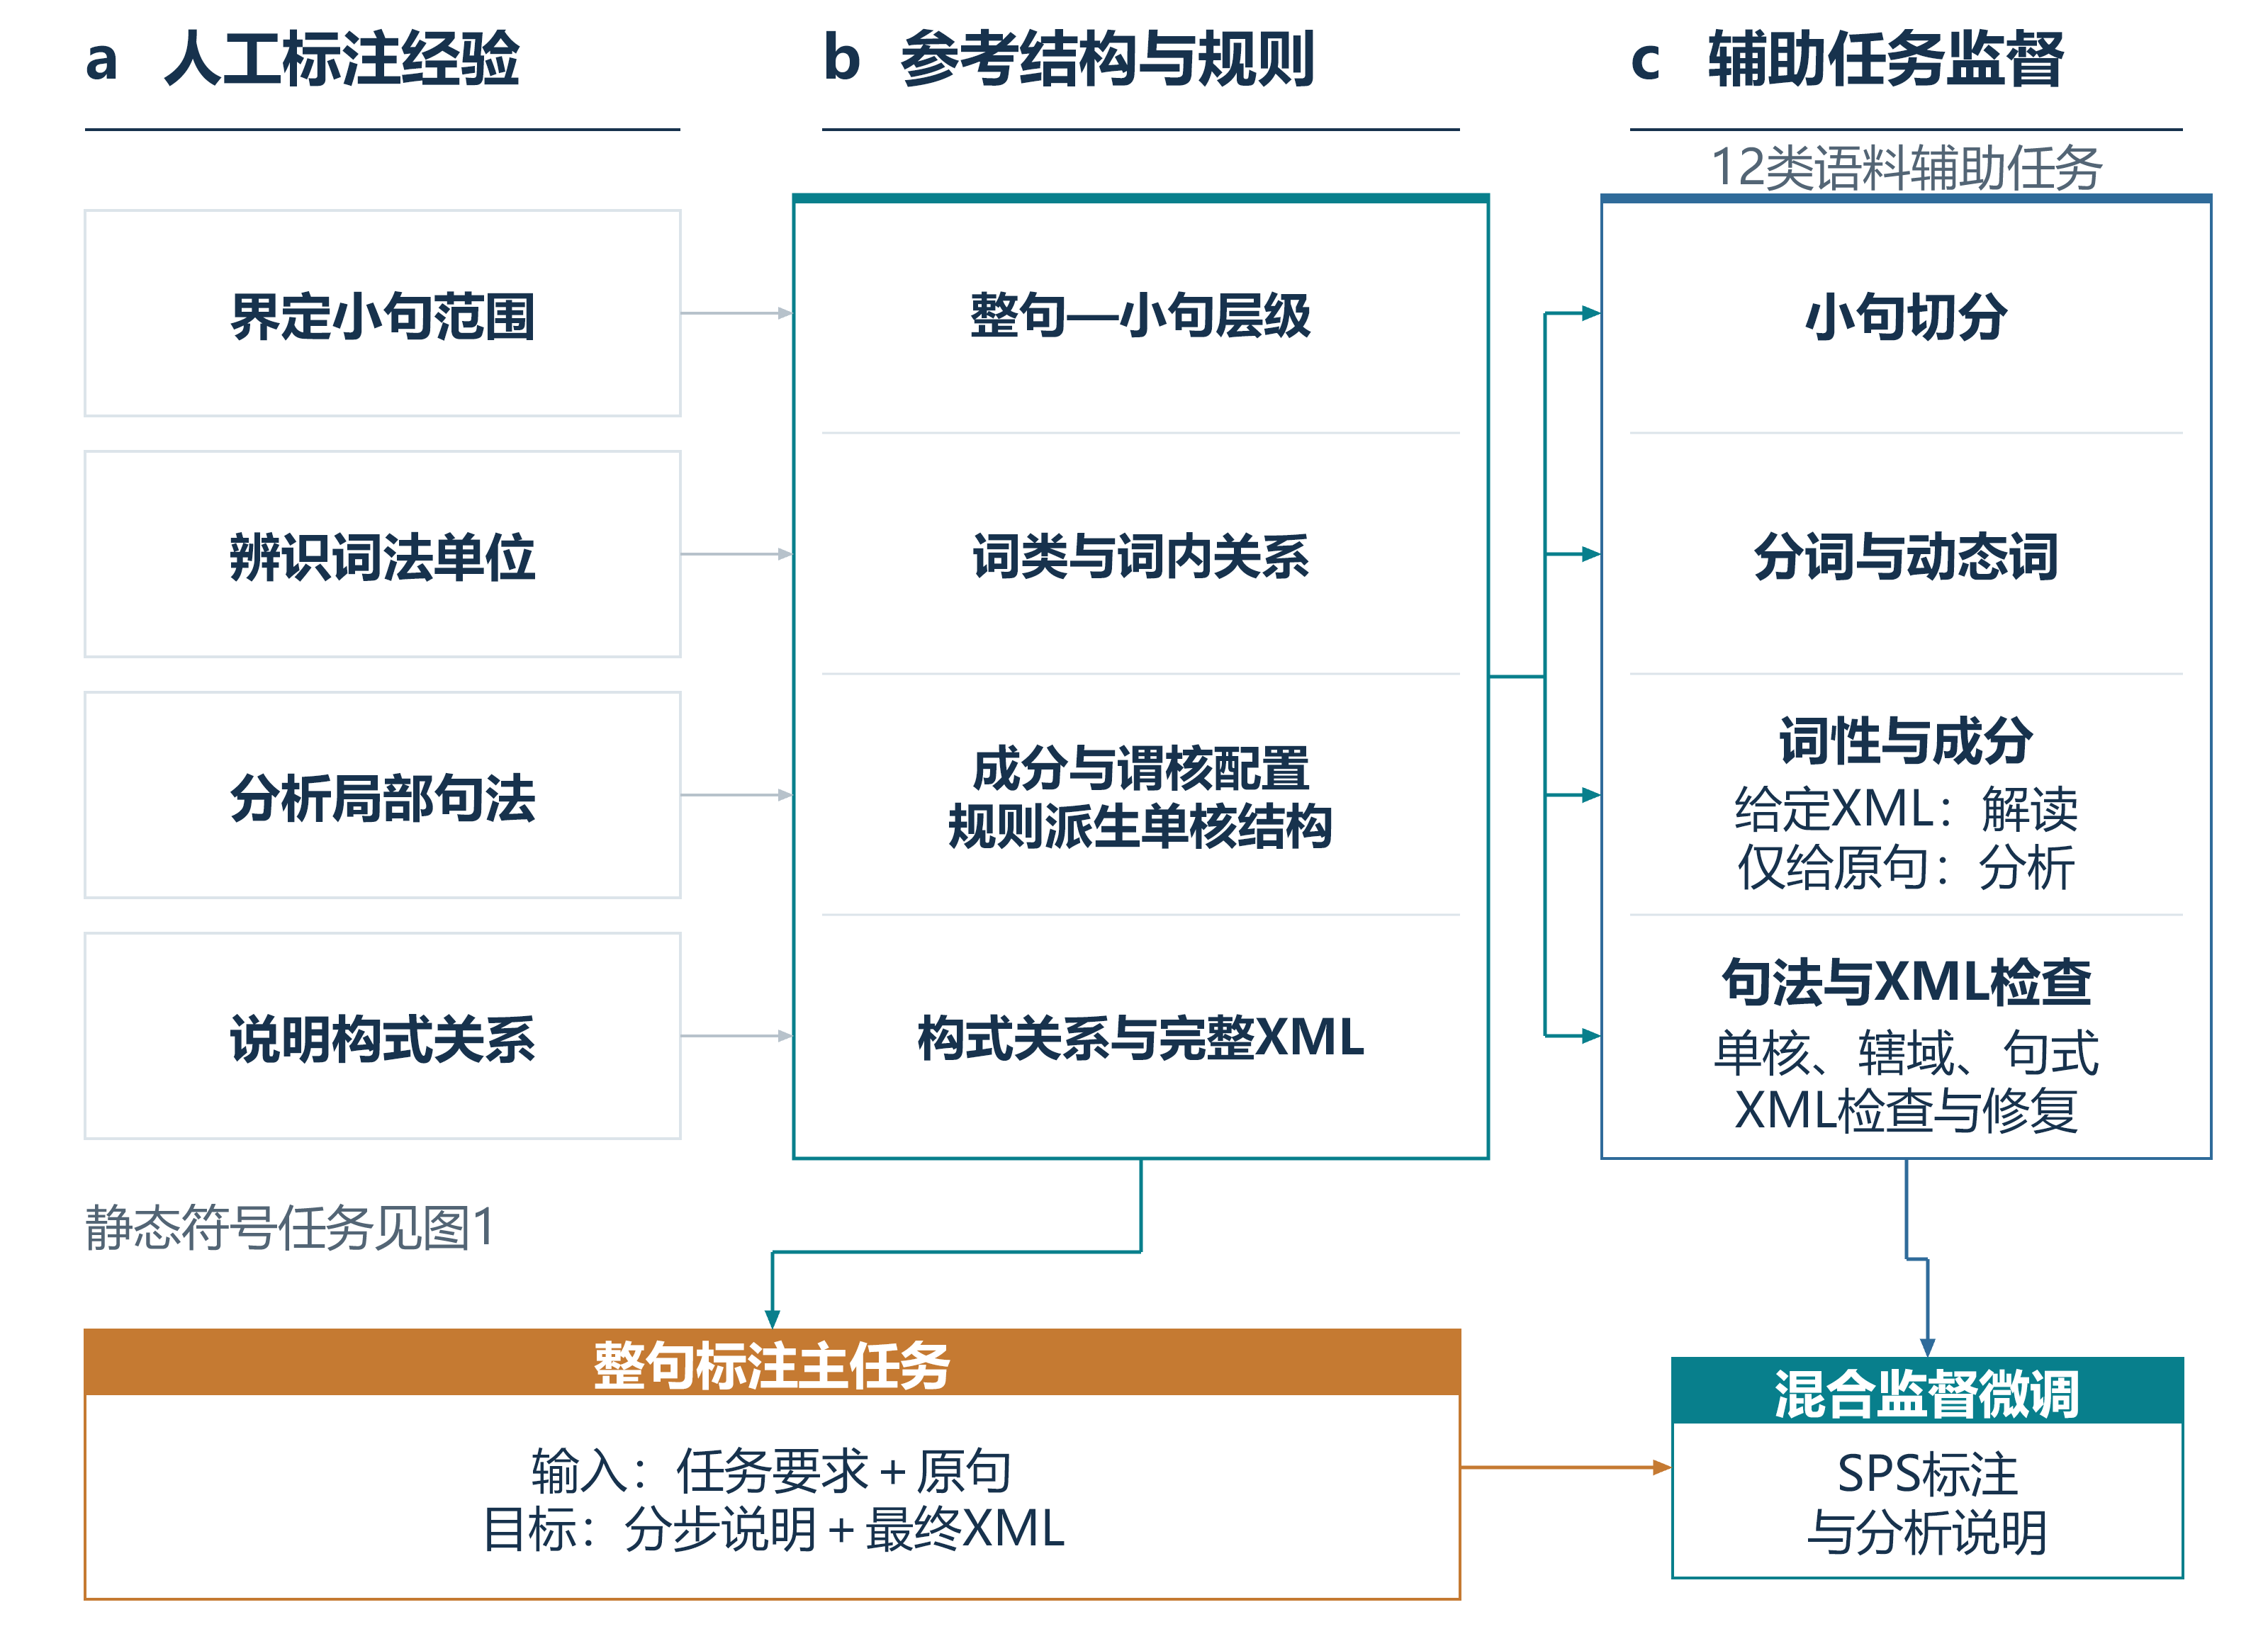 a 人工标注经验
界定小句范围
辨识词法单位
分析局部句法
说明构式关系
静态符号任务见图1
b 参考结构与规则
整句—小句层级
词类与词内关系
成分与谓核配置
规则派生单核结构
构式关系与完整XML
c 辅助任务监督
12类语料辅助任务
小句切分
分词与动态词
词性与成分
给定XML：解读
仅给原句：分析
句法与XML检查
单核、辖域、句式
XML检查与修复
整句标注主任务
输入：任务要求 + 原句
目标：分步说明 + 最终XML
混合监督微调
SPS标注
与分析说明